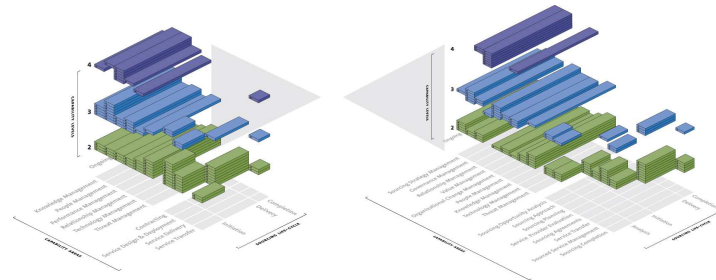 4
3
2
CAPABILITY LEVELS
Knowledge Management
People Management
Performance Management
Relationship Management
Technology Management
Threat Management
Contracting
Service Design & Deployment
Service Delivery
Service Transfer
Initiation
Delivery
Completion
CAPABILITY AREAS
SOURCING LIFE-CYCLE
4
3
2
CAPABILITY LEVELS
Sourcing Strategy Management
Governance Management
Relationship Management
Value Management
Organizational Change Management
People Management
Knowledge Management
Technology Management
Threat Management
Sourcing Opportunity Analysis
Sourcing Approach
Sourcing Planning
Service Provider Evaluation
Sourcing Agreements
Service Transfer
Sourced Service Management
Sourcing Completion
Analysis
Initiation
Delivery
CAPABILITY AREAS
SOURCING LIFE-CYCLE